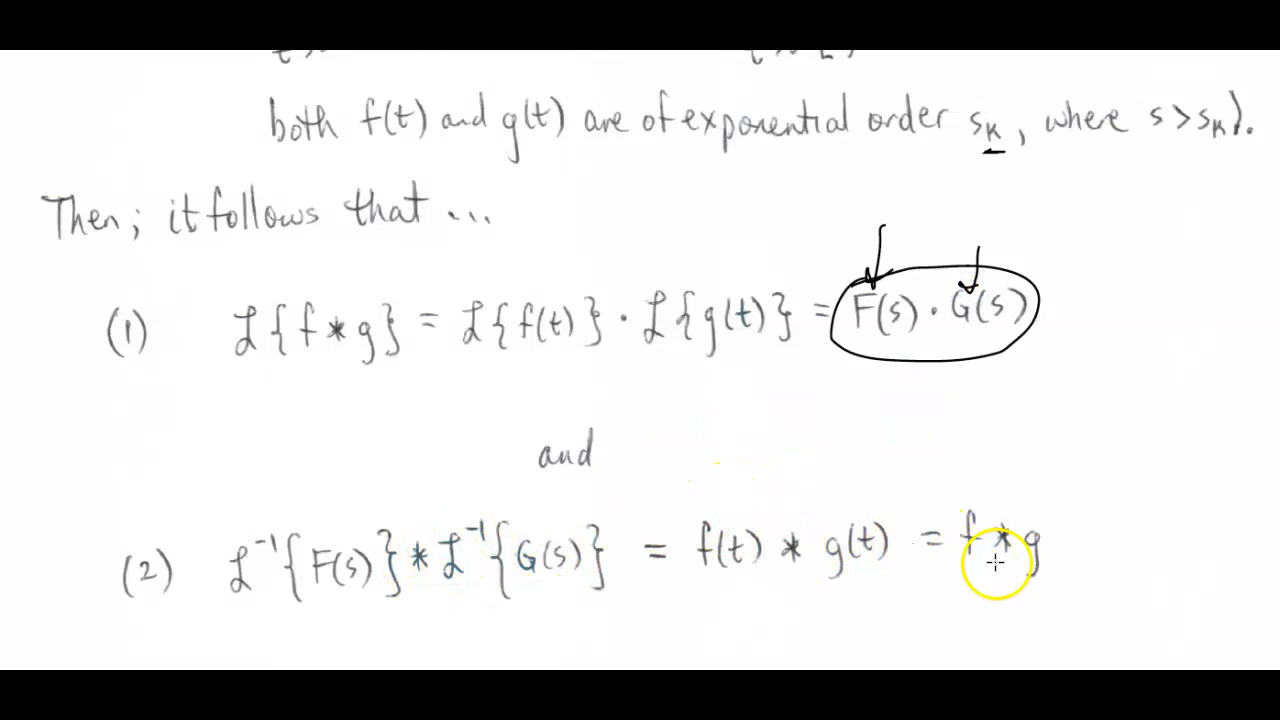 both f(t) and g(t) are of exponential order s_K, where s > s_K).
Then; it follows that ...
(1) ℒ{f * g} = ℒ{f(t)} · ℒ{g(t)} = F(s) · G(s)
and
(2) ℒ⁻¹{F(s)} * ℒ⁻¹{G(s)} = f(t) * g(t) = f * g